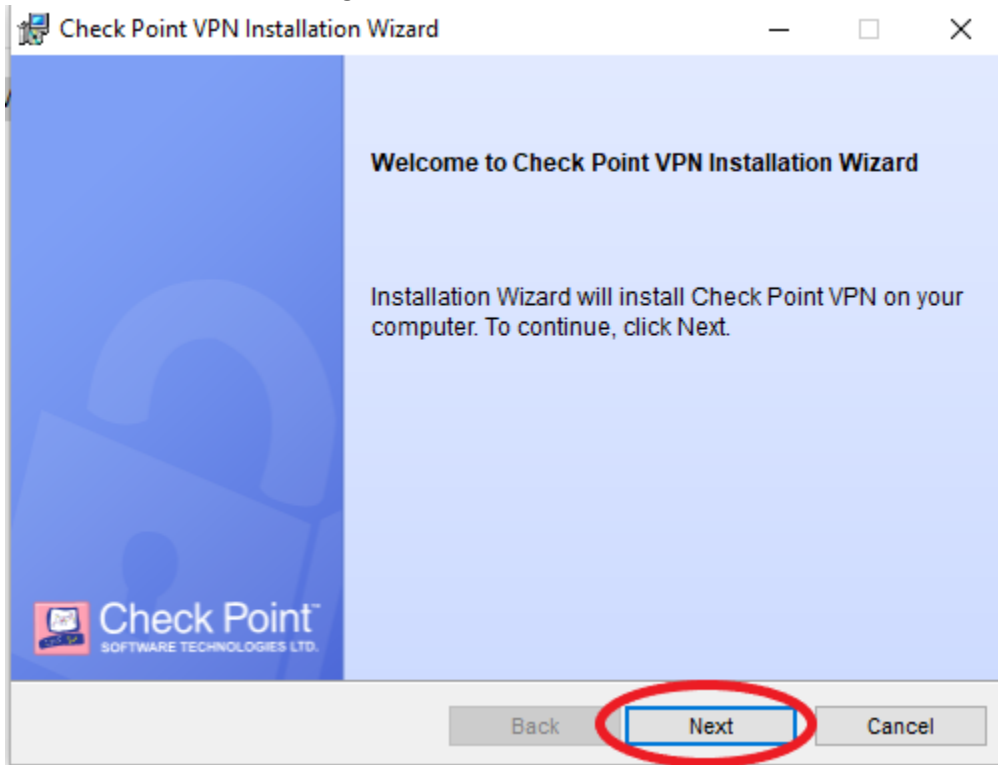 Check Point VPN Installation Wizard
Welcome to Check Point VPN Installation Wizard
Installation Wizard will install Check Point VPN on your
computer. To continue, click Next.
Check Point™
SOFTWARE TECHNOLOGIES LTD.
Back Next Cancel